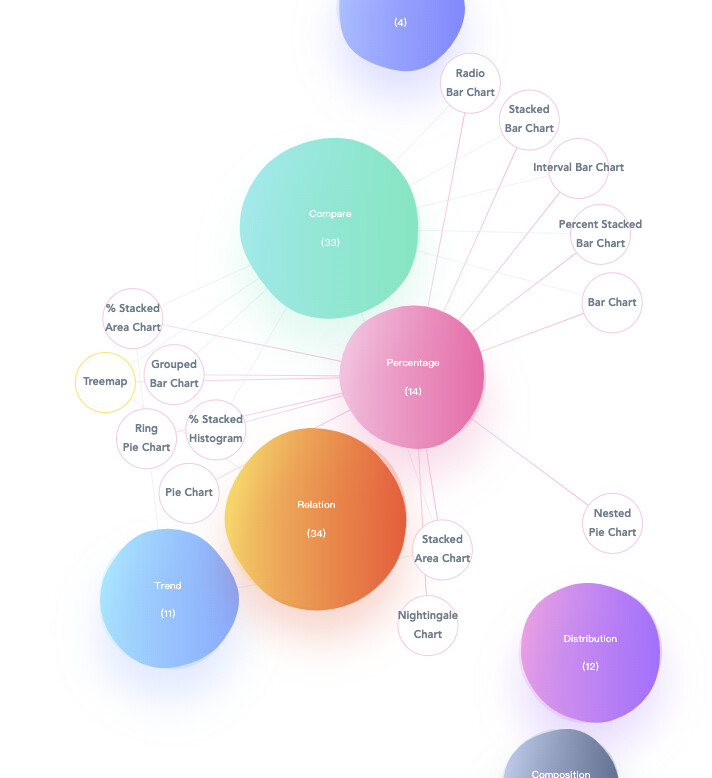 (4)
Radio
Bar Chart
Stacked
Bar Chart
Interval Bar Chart
Compare
(33)
Percent Stacked
Bar Chart
Bar Chart
% Stacked
Area Chart
Percentage
(14)
Grouped
Bar Chart
Treemap
Ring
Pie Chart
% Stacked
Histogram
Pie Chart
Relation
(34)
Nested
Pie Chart
Stacked
Area Chart
Trend
(11)
Nightingale
Chart
Distribution
(12)
Composition